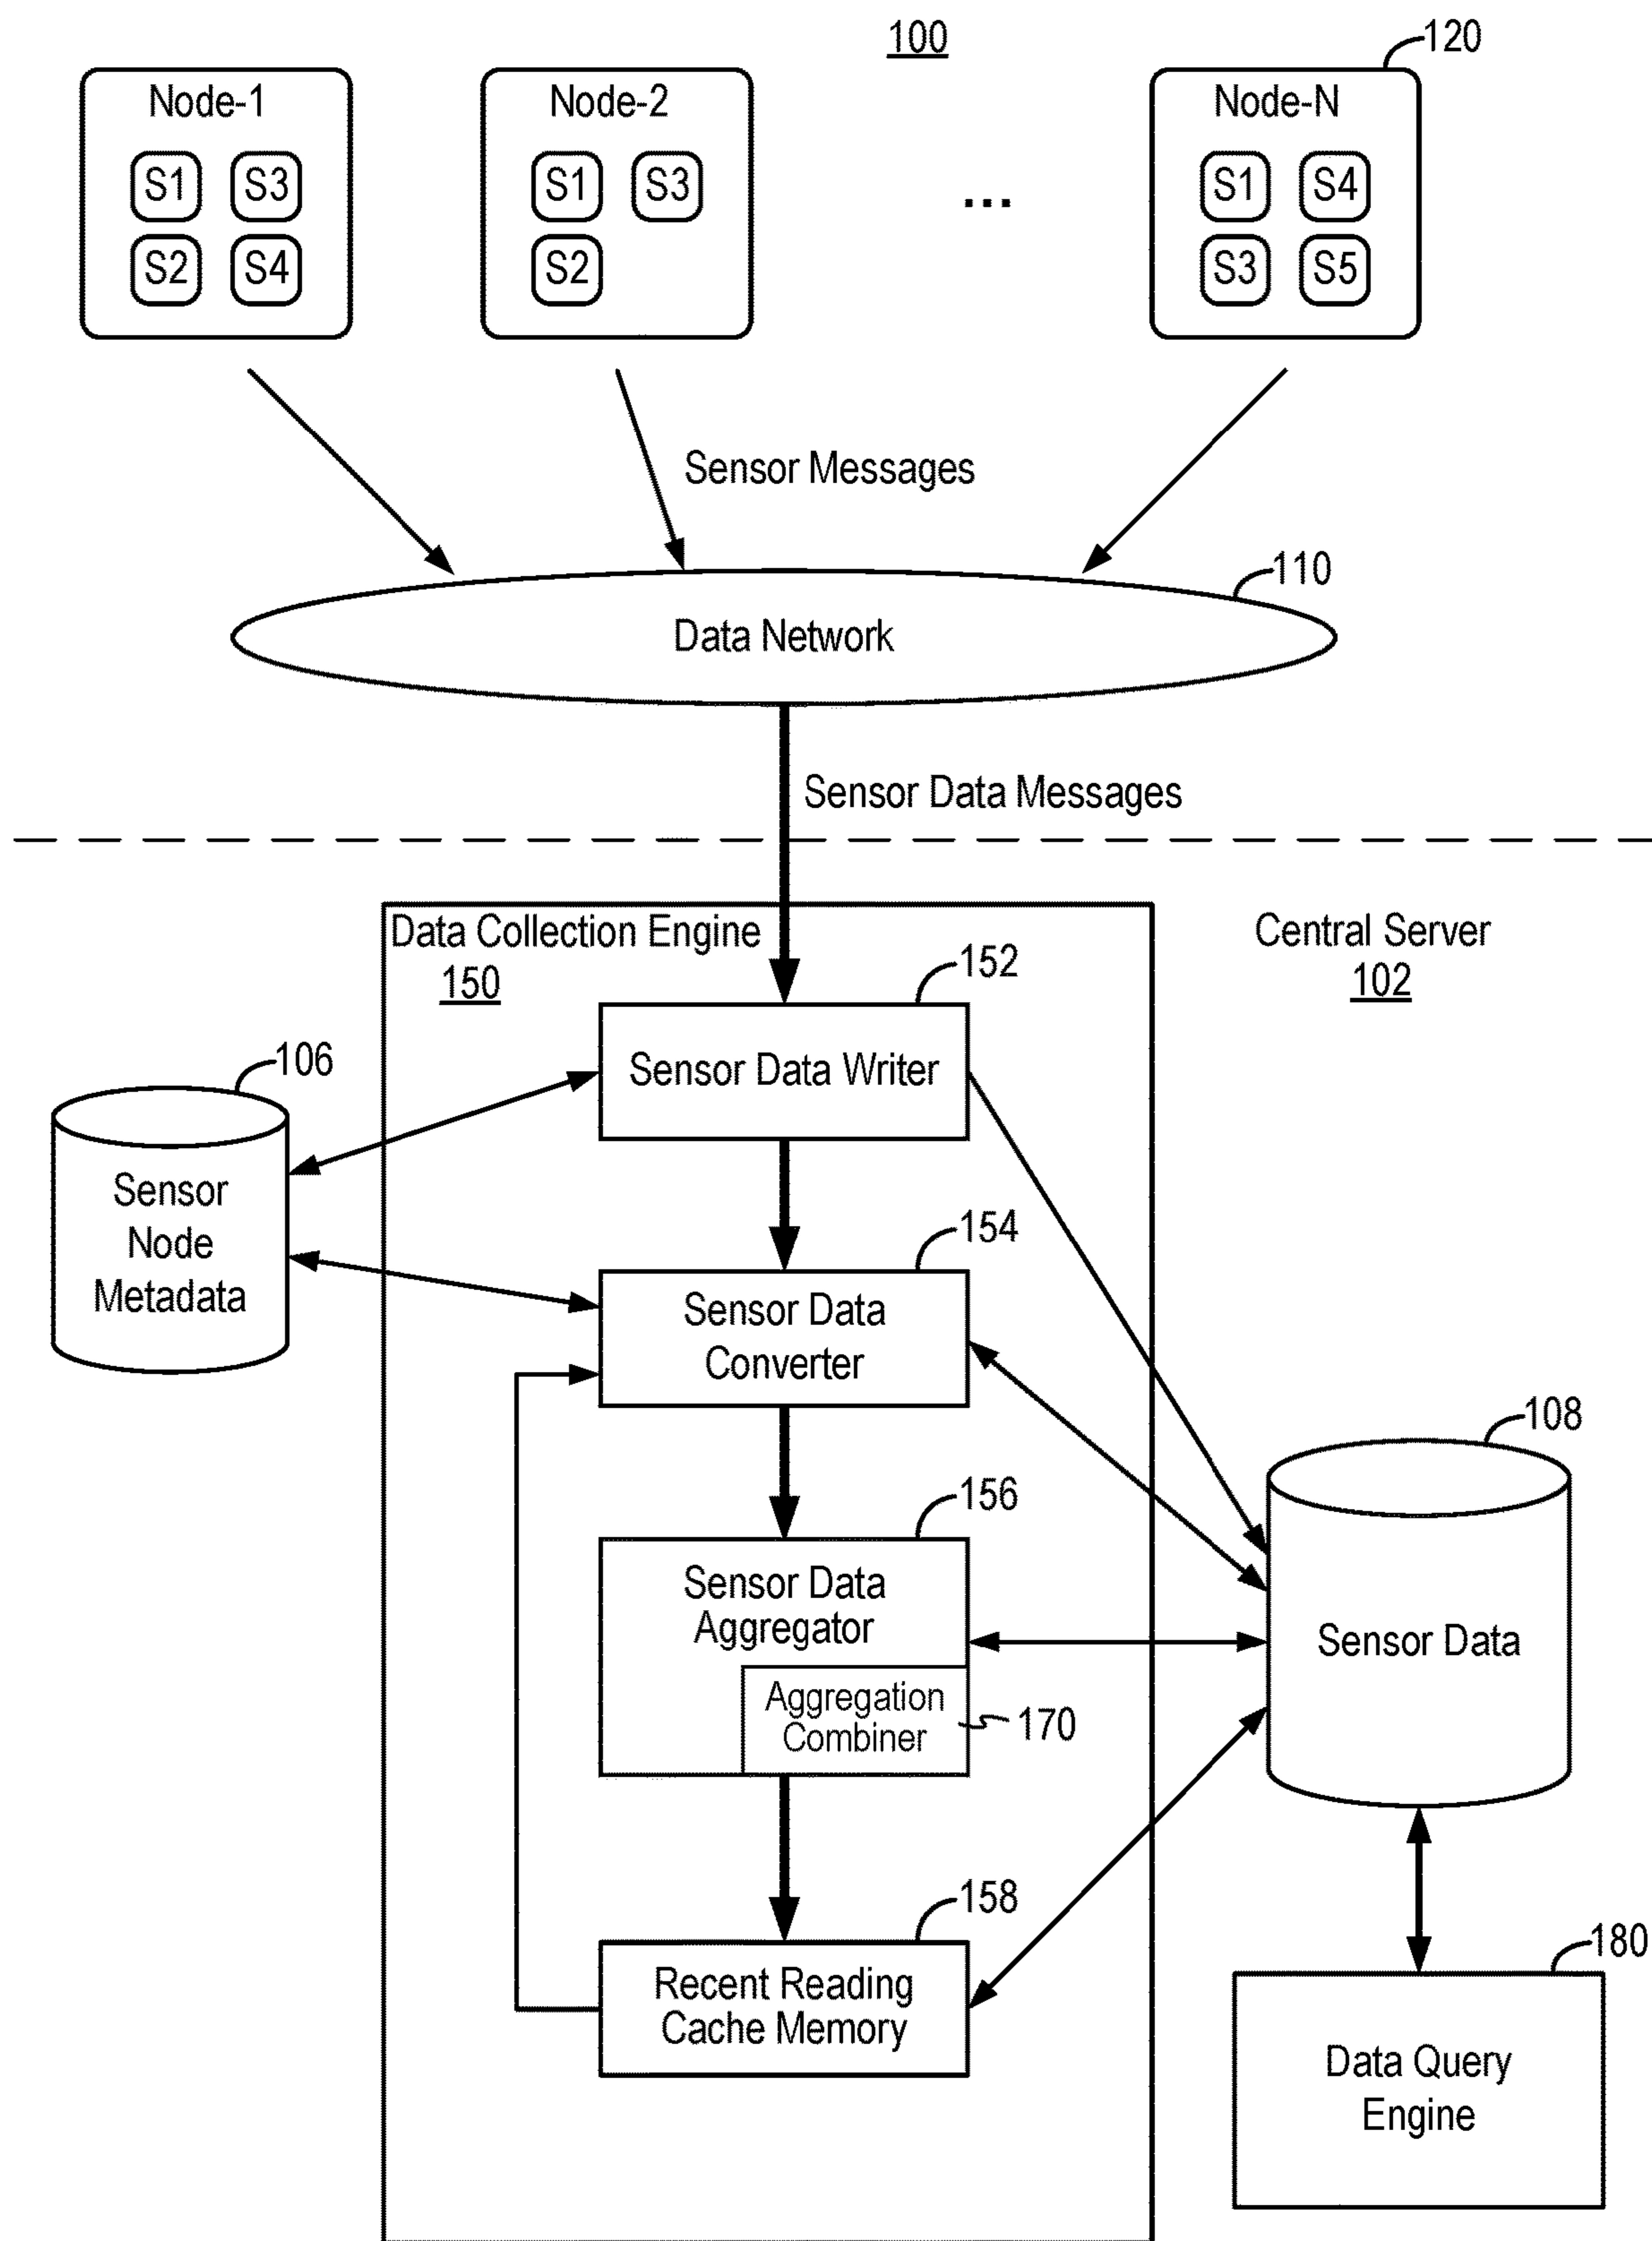 100
120
Node-1
Node-2
Node-N
S1 S3
S1 S3
...
S1 S4
S2 S4
S2
S3 S5
Sensor Messages
110
Data Network
Sensor Data Messages
Data Collection Engine
150
Central Server
102
152
Sensor Data Writer
106
Sensor
Node
Metadata
154
Sensor Data
Converter
108
156
Sensor Data
Aggregator
Sensor Data
Aggregation
Combiner
170
158
180
Recent Reading
Cache Memory
Data Query
Engine